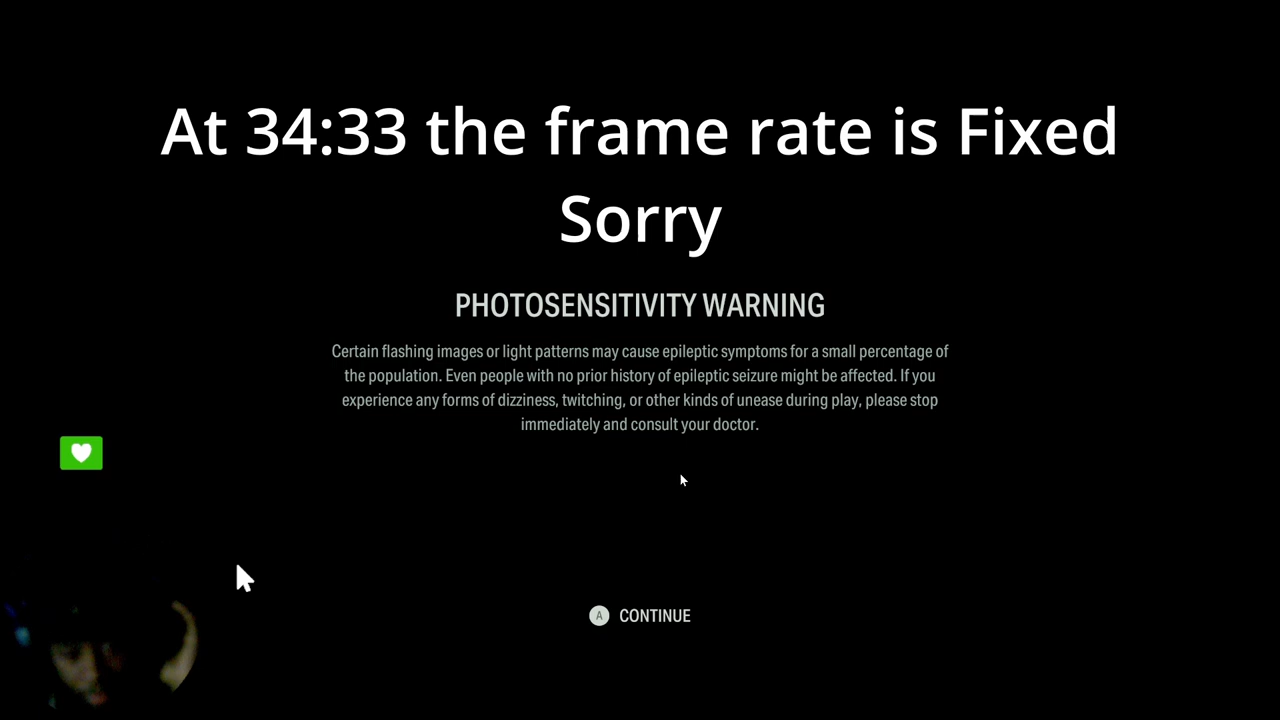 At 34:33 the frame rate is Fixed
Sorry
PHOTOSENSITIVITY WARNING
Certain flashing images or light patterns may cause epileptic symptoms for a small percentage of
the population. Even people with no prior history of epileptic seizure might be affected. If you
experience any forms of dizziness, twitching, or other kinds of unease during play, please stop
immediately and consult your doctor.
A CONTINUE